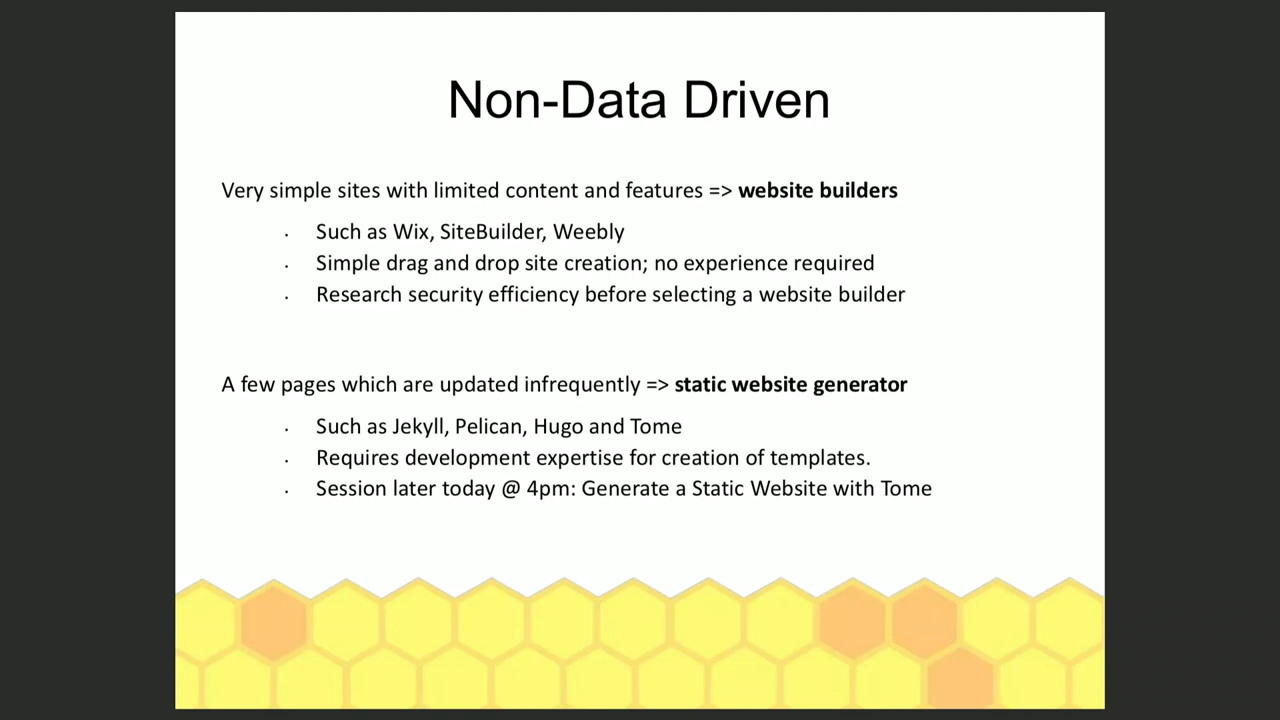 Non-Data Driven
Very simple sites with limited content and features => website builders
· Such as Wix, SiteBuilder, Weebly
· Simple drag and drop site creation; no experience required
· Research security efficiency before selecting a website builder
A few pages which are updated infrequently => static website generator
· Such as Jekyll, Pelican, Hugo and Tome
· Requires development expertise for creation of templates.
· Session later today @ 4pm: Generate a Static Website with Tome